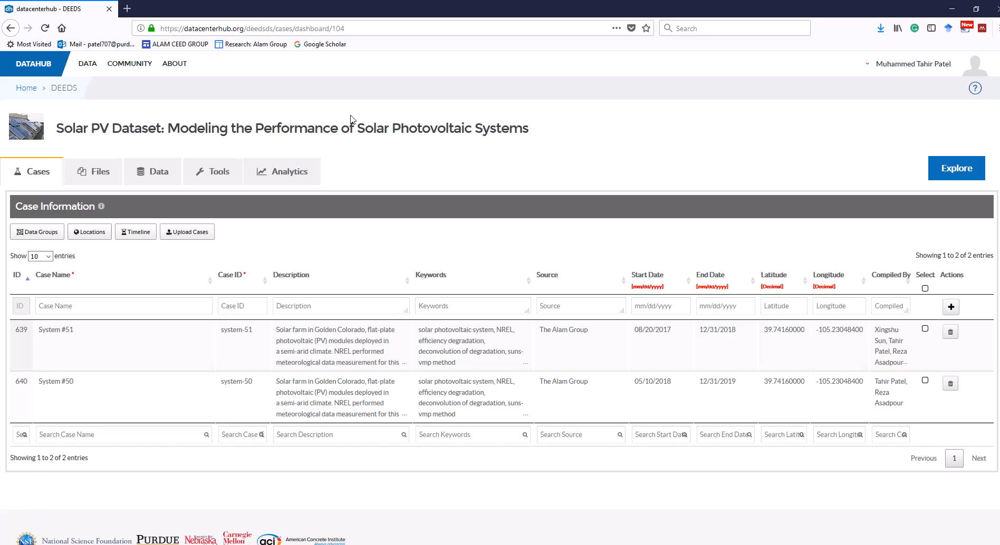 datacenterhub - DEEDS
https://datacenterhub.org/deedsds/cases/dashboard/104
Search
New
Most Visited
Mail - patel707@purd...
ALAM CEED GROUP
Research: Alam Group
Google Scholar
DATAHUB
DATA
COMMUNITY
ABOUT
Muhammed Tahir Patel
Home > DEEDS
?
Solar PV Dataset: Modeling the Performance of Solar Photovoltaic Systems
Cases
Files
Data
Tools
Analytics
Explore
Case Information
Data Groups
Locations
Timeline
Upload Cases
Show 10 entries
Showing 1 to 2 of 2 entries
ID Case Name * Case ID * Description Keywords Source Start Date End Date Latitude Longitude Compiled By Select Actions
[mm/dd/yyyy] [mm/dd/yyyy] [Decimal] [Decimal]
ID Case Name Case ID Description Keywords Source mm/dd/yyyy mm/dd/yyyy Latitude Longitude Compiled
639 System #51 system-51 Solar farm in Golden Colorado, flat-plate solar photovoltaic system, NREL, The Alam Group 08/20/2017 12/31/2018 39.74160000 -105.23048400 Xingshu
photovoltaic (PV) modules deployed in efficiency degradation, Sun, Tahir
a semi-arid climate. NREL performed deconvolution of degradation, suns- Patel, Reza
meteorological data measurement for this ... vmp method ... Asadpour...
640 System #50 system-50 Solar farm in Golden Colorado, flat-plate solar photovoltaic system, NREL, The Alam Group 05/10/2018 12/31/2019 39.74160000 -105.23048400 Tahir Patel,
photovoltaic (PV) modules deployed in efficiency degradation, Reza
a semi-arid climate. NREL performed deconvolution of degradation, suns- Asadpour
meteorological data measurement for this ... vmp method ...
Search Case Name Search Case Search Description Search Keywords Search Source Search Start Search End Date Search Search Search
Showing 1 to 2 of 2 entries
Previous 1 Next
NSF National Science Foundation
PURDUE
UNIVERSITY OF
Nebraska
Carnegie
Mellon
aci American Concrete Institute
Always advancing